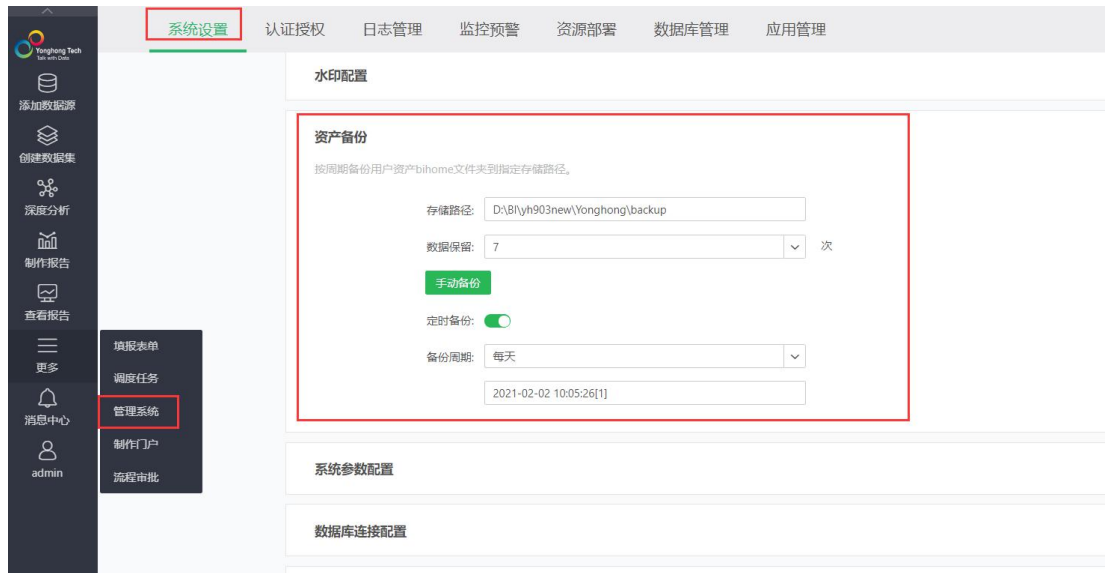 系统设置 认证授权 日志管理 监控预警 资源部署 数据库管理 应用管理
Yonghong Tech
Talk with Data
添加数据源
创建数据集
深度分析
制作报告
查看报告
更多
消息中心
admin
填报表单
调度任务
管理系统
制作门户
流程审批
水印配置
资产备份
按周期备份用户资产bihome文件夹到指定存储路径。
存储路径: D:\BI\yh903new\Yonghong\backup
数据保留: 7 次
手动备份
定时备份:
备份周期: 每天
2021-02-02 10:05:26[1]
系统参数配置
数据库连接配置